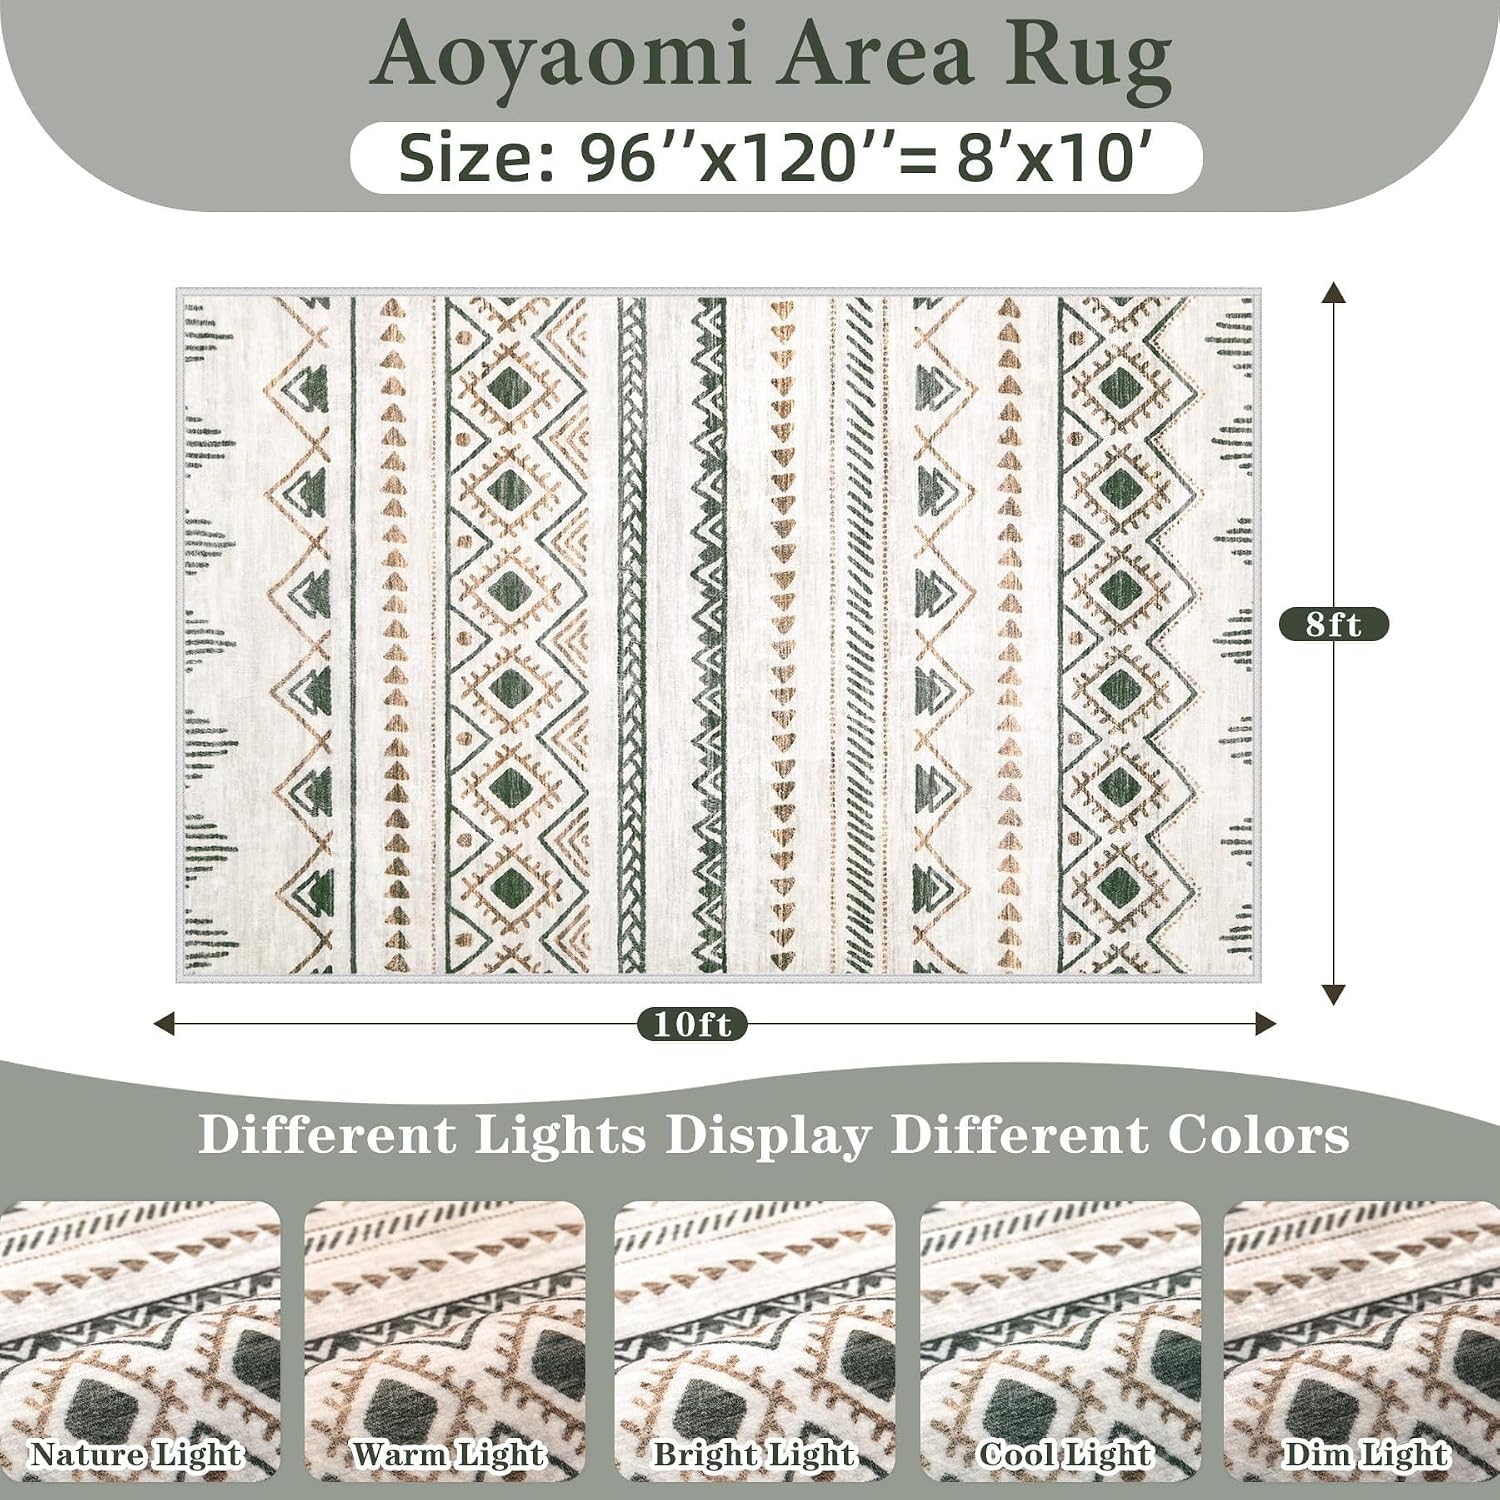 Aoyaomi Area Rug
Size: 96''x120''= 8'x10'
8ft
10ft
Different Lights Display Different Colors
Nature Light
Warm Light
Bright Light
Cool Light
Dim Light